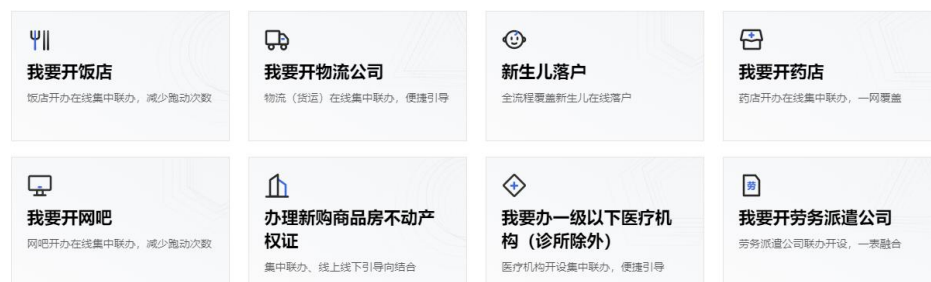 我要开饭店
饭店开办在线集中联办，减少跑动次数
我要开物流公司
物流（货运）在线集中联办，便捷引导
新生儿落户
全流程覆盖新生儿在线落户
我要开药店
药店开办在线集中联办，一网覆盖
我要开网吧
网吧开办在线集中联办，减少跑动次数
办理新购商品房不动产
权证
集中联办、线上线下引导向结合
我要办一级以下医疗机
构（诊所除外）
医疗机构开设集中联办，便捷引导
劳
我要开劳务派遣公司
劳务派遣公司联办开设，一表融合